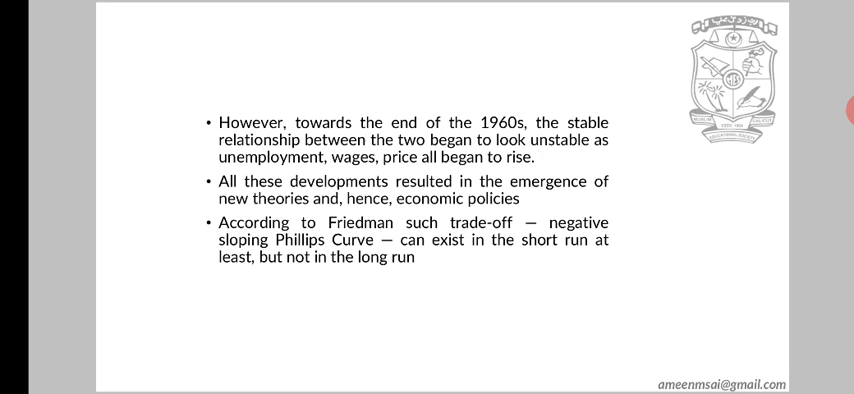 • However, towards the end of the 1960s, the stable
relationship between the two began to look unstable as
unemployment, wages, price all began to rise.
• All these developments resulted in the emergence of
new theories and, hence, economic policies
• According to Friedman such trade-off — negative
sloping Phillips Curve — can exist in the short run at
least, but not in the long run
ameenmsai@gmail.com